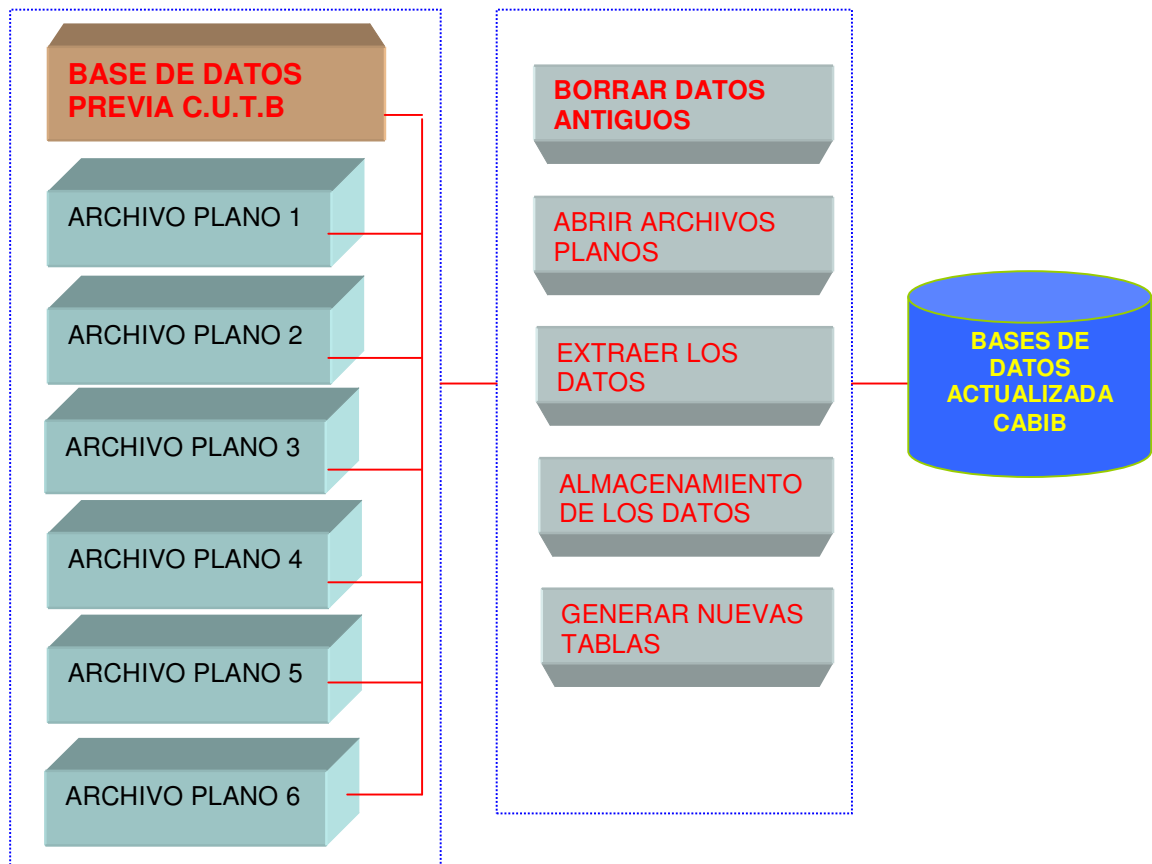 BASE DE DATOS
PREVIA C.U.T.B
ARCHIVO PLANO 1
ARCHIVO PLANO 2
ARCHIVO PLANO 3
ARCHIVO PLANO 4
ARCHIVO PLANO 5
ARCHIVO PLANO 6
BORRAR DATOS
ANTIGUOS
ABRIR ARCHIVOS
PLANOS
EXTRAER LOS
DATOS
ALMACENAMIENTO
DE LOS DATOS
GENERAR NUEVAS
TABLAS
BASES DE
DATOS
ACTUALIZADA
CABIB